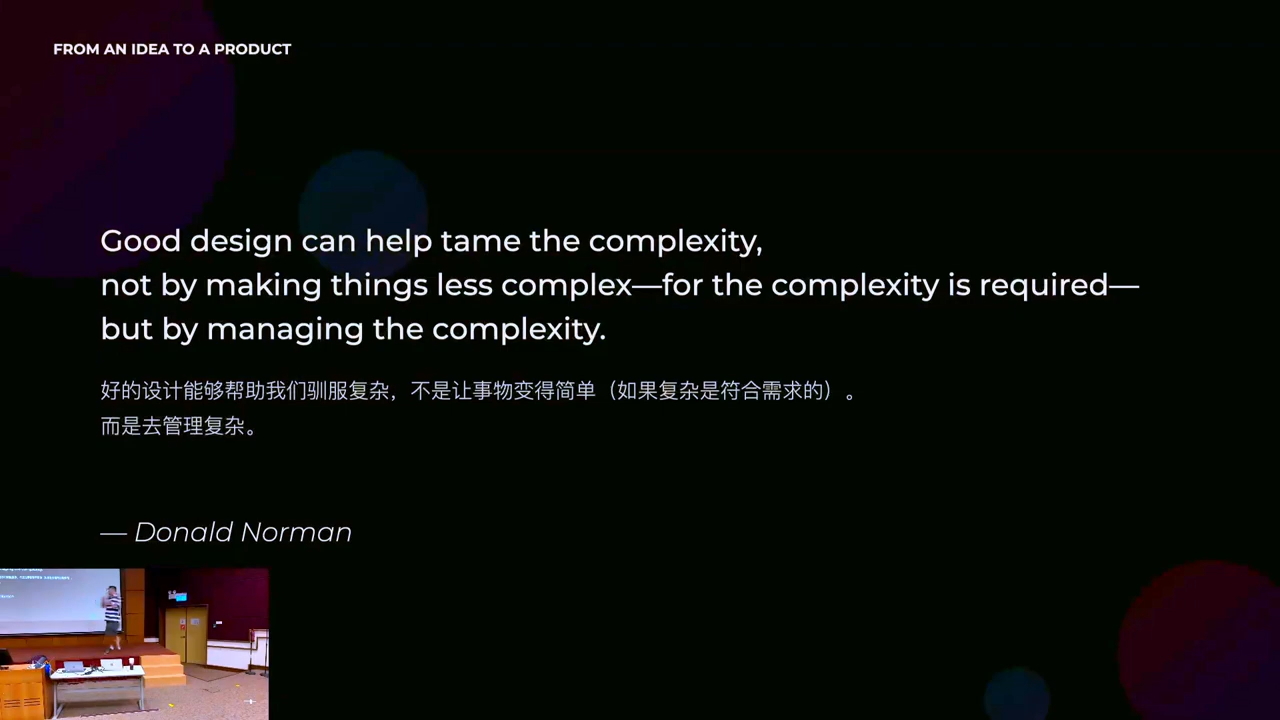 FROM AN IDEA TO A PRODUCT
Good design can help tame the complexity,
not by making things less complex—for the complexity is required—
but by managing the complexity.
好的设计能够帮助我们驯服复杂，不是让事物变得简单（如果复杂是符合需求的）。
而是去管理复杂。
— Donald Norman